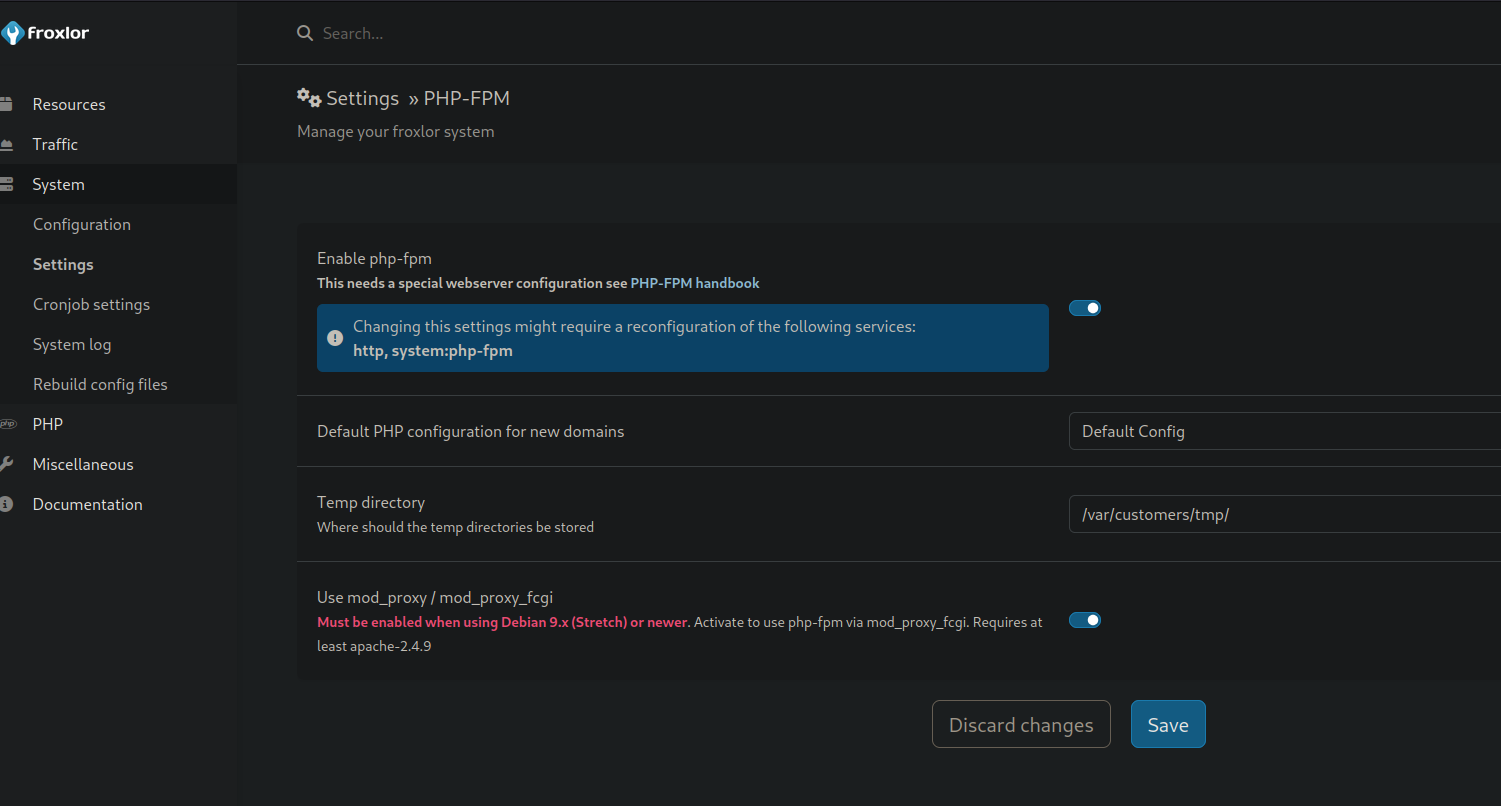 froxlor
Search...
Resources
Traffic
System
Configuration
Settings
Cronjob settings
System log
Rebuild config files
php PHP
Miscellaneous
Documentation
Settings » PHP-FPM
Manage your froxlor system
Enable php-fpm
This needs a special webserver configuration see PHP-FPM handbook
Changing this settings might require a reconfiguration of the following services:
http, system:php-fpm
Default PHP configuration for new domains
Default Config
Temp directory
Where should the temp directories be stored
/var/customers/tmp/
Use mod_proxy / mod_proxy_fcgi
Must be enabled when using Debian 9.x (Stretch) or newer. Activate to use php-fpm via mod_proxy_fcgi. Requires at
least apache-2.4.9
Discard changes
Save